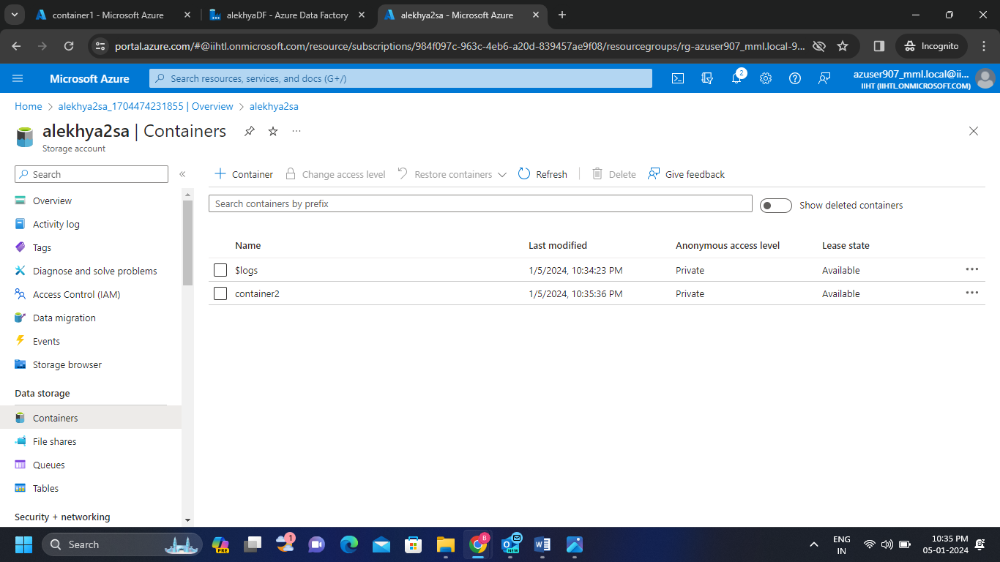 container1 - Microsoft Azure
alekhyaDF - Azure Data Factory
alekhya2sa - Microsoft Azure
portal.azure.com/#@iihtl.onmicrosoft.com/resource/subscriptions/984f097c-963c-4eb6-a20d-839457ae9f08/resourcegroups/rg-azuser907_mml.local-9...
Incognito
Microsoft Azure
Search resources, services, and docs (G+/)
2
azuser907_mml.local@ii...
IIHT (IIHTL.ONMICROSOFT.COM)
Home > alekhya2sa_1704474231855 | Overview > alekhya2sa
alekhya2sa | Containers
Storage account
Search
Container
Change access level
Restore containers
Refresh
Delete
Give feedback
Search containers by prefix
Show deleted containers
Overview
Activity log
Tags
Diagnose and solve problems
Access Control (IAM)
Data migration
Events
Storage browser
Data storage
Containers
File shares
Queues
Tables
Security + networking
Name Last modified Anonymous access level Lease state
$logs 1/5/2024, 10:34:23 PM Private Available
container2 1/5/2024, 10:35:36 PM Private Available
Search
PRE
1
B
NEW
ENG
IN
10:35 PM
05-01-2024